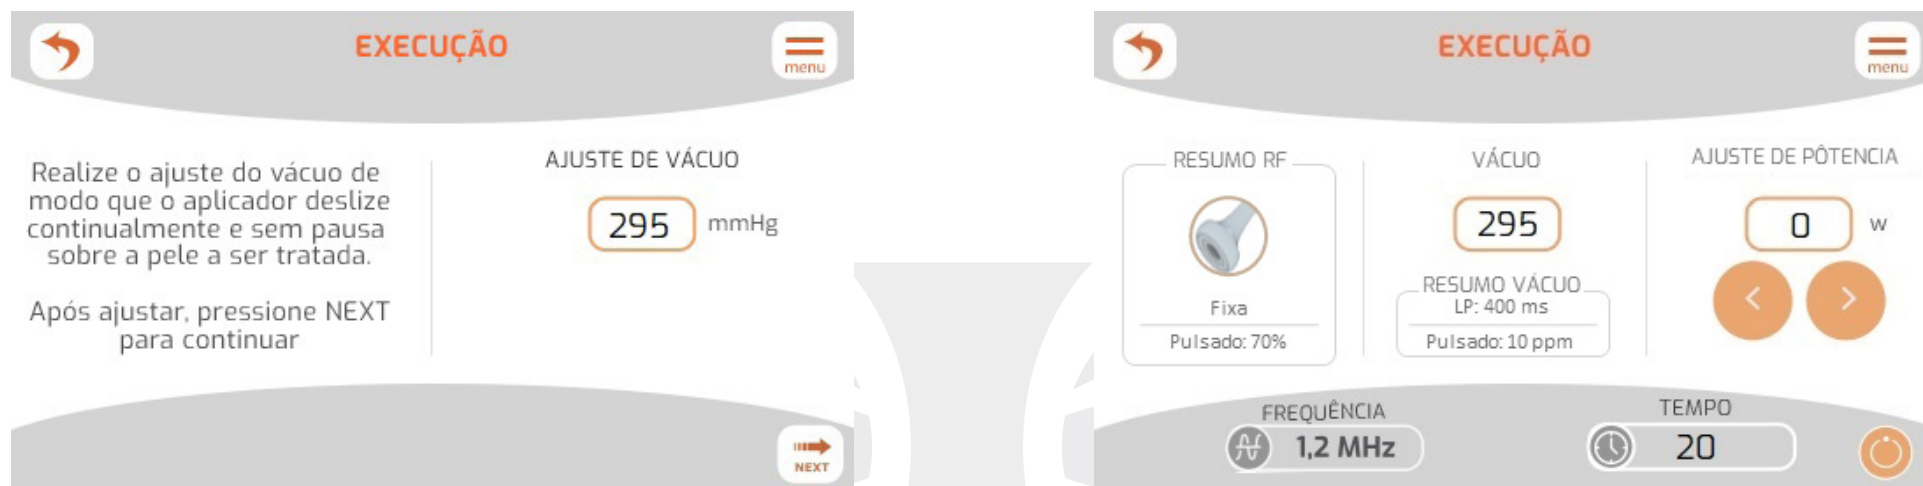 EXECUÇÃO
menu
Realize o ajuste do vácuo de
modo que o aplicador deslize
continualmente e sem pausa
sobre a pele a ser tratada.
Após ajustar, pressione NEXT
para continuar
AJUSTE DE VÁCUO
295 mmHg
NEXT
EXECUÇÃO
menu
RESUMO RF
Fixa
Pulsado: 70%
VÁCUO
295
RESUMO VÁCUO
LP: 400 ms
Pulsado: 10 ppm
AJUSTE DE PÔTENCIA
0 w
FREQUÊNCIA
1,2 MHz
TEMPO
20